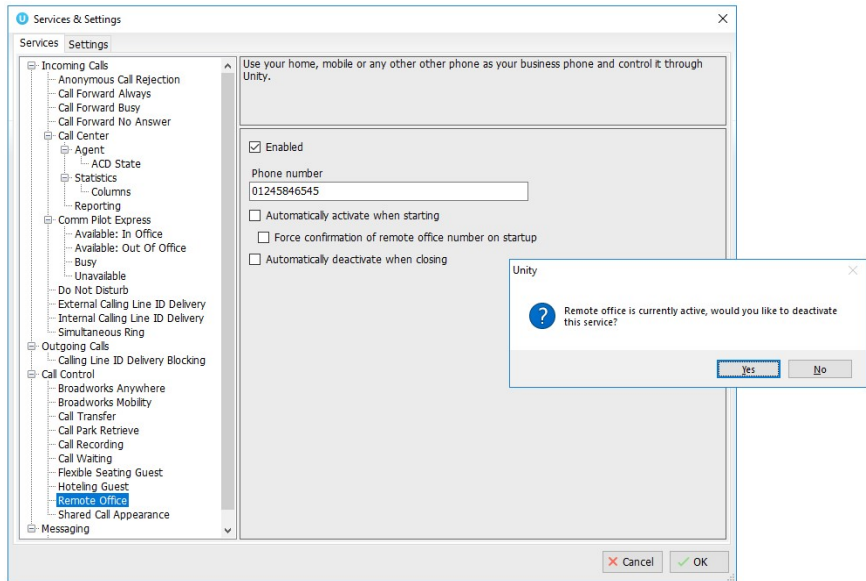 Services & Settings
Services Settings
Incoming Calls
Anonymous Call Rejection
Call Forward Always
Call Forward Busy
Call Forward No Answer
Call Center
Agent
ACD State
Statistics
Columns
Reporting
Comm Pilot Express
Available: In Office
Available: Out Of Office
Busy
Unavailable
Do Not Disturb
External Calling Line ID Delivery
Internal Calling Line ID Delivery
Simultaneous Ring
Outgoing Calls
Calling Line ID Delivery Blocking
Call Control
Broadworks Anywhere
Broadworks Mobility
Call Transfer
Call Park Retrieve
Call Recording
Call Waiting
Flexible Seating Guest
Hoteling Guest
Remote Office
Shared Call Appearance
Messaging
Use your home, mobile or any other other phone as your business phone and control it through
Unity.
Enabled
Phone number
01245846545
Automatically activate when starting
Force confirmation of remote office number on startup
Automatically deactivate when closing
Unity
Remote office is currently active, would you like to deactivate
this service?
Yes No
Cancel OK